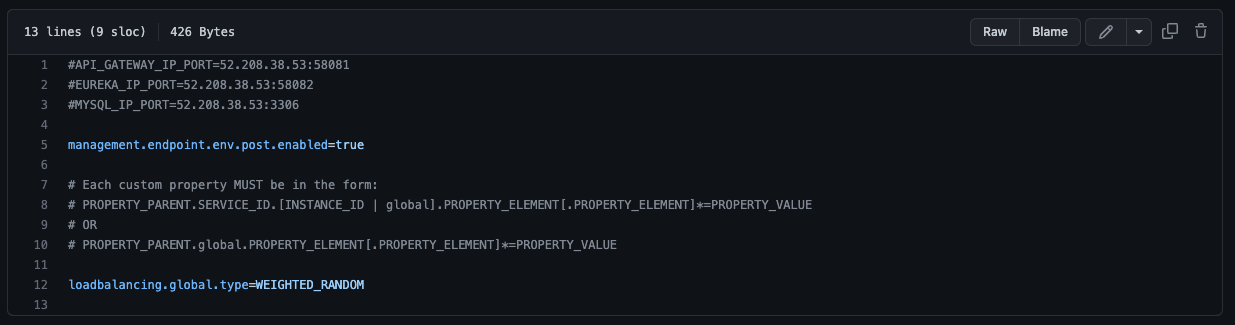 13 lines (9 sloc) 426 Bytes Raw Blame
1 #API_GATEWAY_IP_PORT=52.208.38.53:58081
2 #EUREKA_IP_PORT=52.208.38.53:58082
3 #MYSQL_IP_PORT=52.208.38.53:3306
4
5 management.endpoint.env.post.enabled=true
6
7 # Each custom property MUST be in the form:
8 # PROPERTY_PARENT.SERVICE_ID.[INSTANCE_ID | global].PROPERTY_ELEMENT[.PROPERTY_ELEMENT]*=PROPERTY_VALUE
9 # OR
10 # PROPERTY_PARENT.global.PROPERTY_ELEMENT[.PROPERTY_ELEMENT]*=PROPERTY_VALUE
11
12 loadbalancing.global.type=WEIGHTED_RANDOM
13